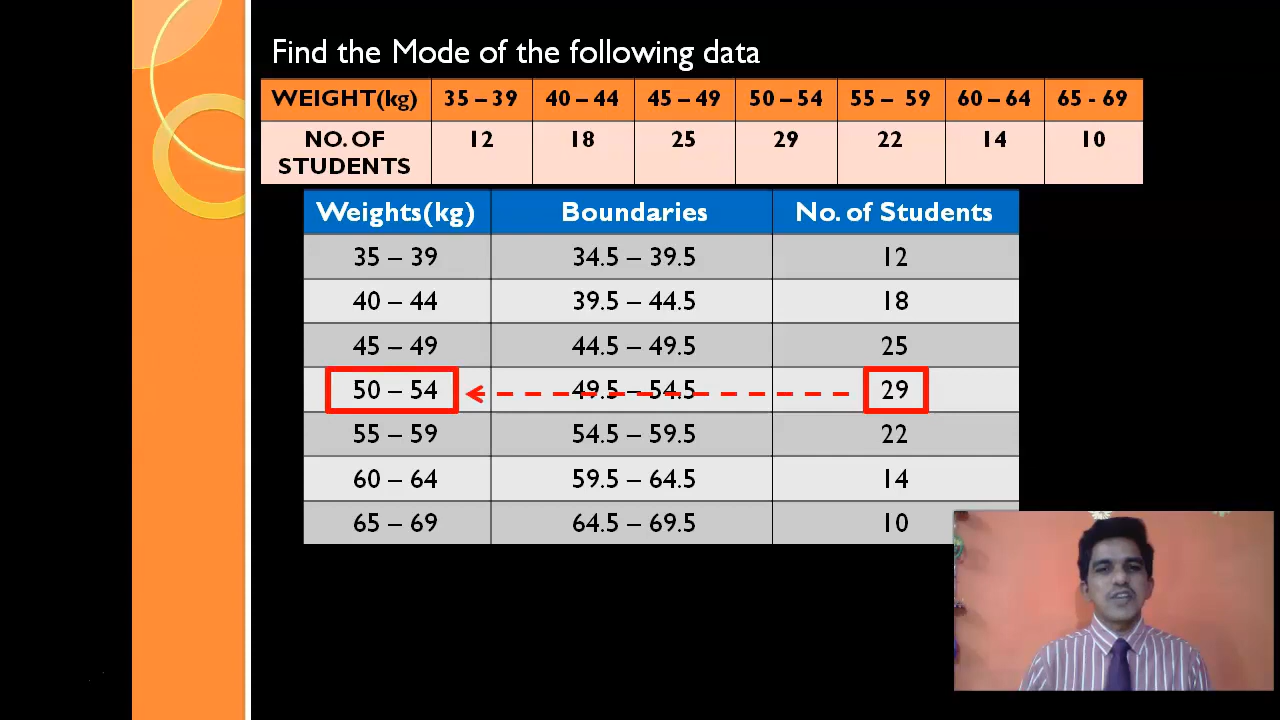 Find the Mode of the following data
WEIGHT(kg) 35 – 39 40 – 44 45 – 49 50 – 54 55 – 59 60 – 64 65 - 69
NO. OF STUDENTS 12 18 25 29 22 14 10
Weights(kg) Boundaries No. of Students
35 – 39 34.5 – 39.5 12
40 – 44 39.5 – 44.5 18
45 – 49 44.5 – 49.5 25
50 – 54 49.5 – 54.5 29
55 – 59 54.5 – 59.5 22
60 – 64 59.5 – 64.5 14
65 – 69 64.5 – 69.5 10